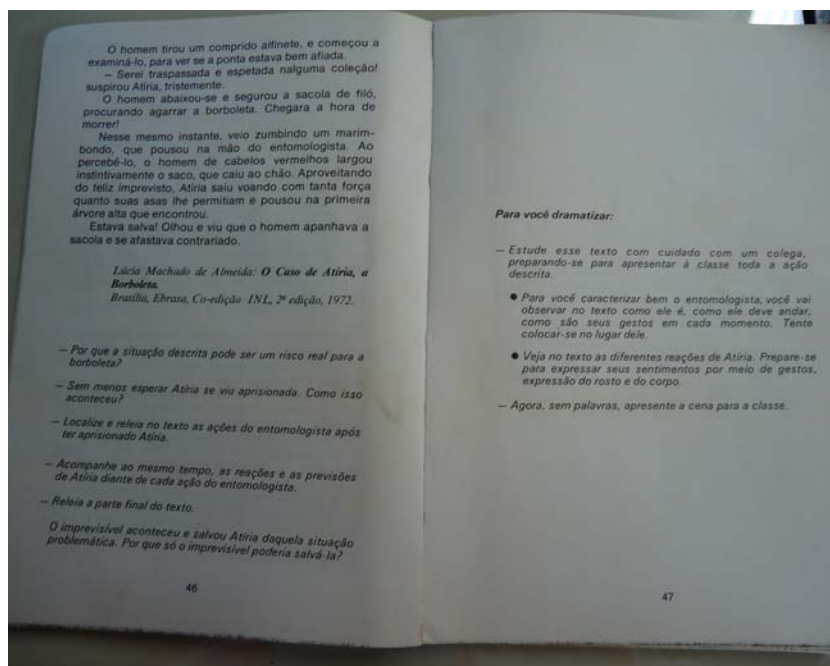 O homem tirou um comprido alfinete, e começou a
examiná-lo, para ver se a ponta estava bem afiada.
— Serei traspassada e espetada nalguma coleção!
suspirou Atíria, tristemente.
O homem abaixou-se e segurou a sacola de filó,
procurando agarrar a borboleta. Chegara a hora de
morrer!
Nesse mesmo instante, veio zumbindo um marim-
bondo, que pousou na mão do entomologista. Ao
percebê-lo, o homem de cabelos vermelhos largou
instintivamente o saco, que caiu ao chão. Aproveitando
do feliz imprevisto, Atíria saiu voando com tanta força
quanto suas asas lhe permitiam e pousou na primeira
árvore alta que encontrou.
Estava salva! Olhou e viu que o homem apanhava a
sacola e se afastava contrariado.
Lúcia Machado de Almeida: O Caso de Atíria, a
Borboleta.
Brasília, Ebrasa, Co-edição INL, 2ª edição, 1972.
— Por que a situação descrita pode ser um risco real para a
borboleta?
— Sem menos esperar Atíria se viu aprisionada. Como isso
aconteceu?
— Localize e releia no texto as ações do entomologista após
ter aprisionado Atíria.
— Acompanhe ao mesmo tempo, as reações e as previsões
de Atíria diante de cada ação do entomologista.
— Releia a parte final do texto.
O imprevisível aconteceu e salvou Atíria daquela situação
problemática. Por que só o imprevisível poderia salvá-la?
46
Para você dramatizar:
— Estude esse texto com cuidado com um colega,
preparando-se para apresentar à classe toda a ação
descrita.
● Para você caracterizar bem o entomologista, você vai
observar no texto como ele é, como ele deve andar,
como são seus gestos em cada momento. Tente
colocar-se no lugar dele.
● Veja no texto as diferentes reações de Atíria. Prepare-se
para expressar seus sentimentos por meio de gestos,
expressão do rosto e do corpo.
— Agora, sem palavras, apresente a cena para a classe.
47